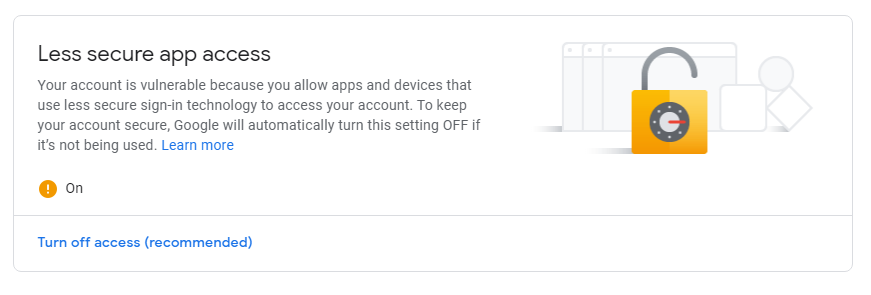 Less secure app access
Your account is vulnerable because you allow apps and devices that
use less secure sign-in technology to access your account. To keep
your account secure, Google will automatically turn this setting OFF if
it's not being used. Learn more
On
Turn off access (recommended)